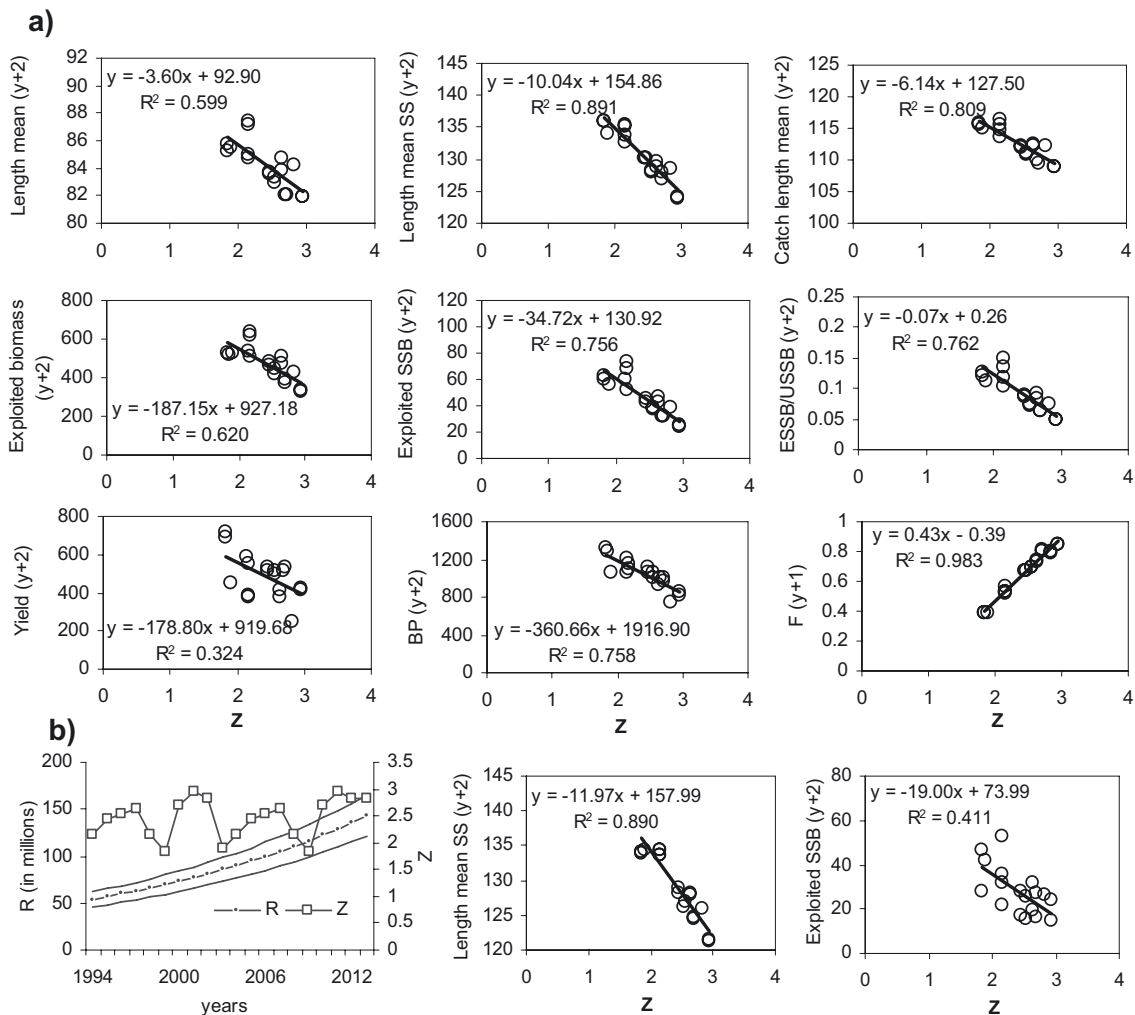 a)
Length mean (y+2)
92
90
88
86
84
82
80
y = -3.60x + 92.90
R² = 0.599
0 1 2 3 4
Length mean SS (y+2)
145
140
135
130
125
120
y = -10.04x + 154.86
R² = 0.891
0 1 2 3 4
Catch length mean (y+2)
125
120
115
110
105
100
y = -6.14x + 127.50
R² = 0.809
0 1 2 3 4
Exploited biomass
(y+2)
800
600
400
200
0
y = -187.15x + 927.18
R² = 0.620
0 1 2 3 4
Exploited SSB (y+2)
120
100
80
60
40
20
0
y = -34.72x + 130.92
R² = 0.756
0 1 2 3 4
ESSB/USSB (y+2)
0.25
0.2
0.15
0.1
0.05
0
y = -0.07x + 0.26
R² = 0.762
0 1 2 3 4
Yield (y+2)
800
600
400
200
0
y = -178.80x + 919.68
R² = 0.324
0 1 2 3 4
Z
BP (y+2)
1600
1200
800
400
0
y = -360.66x + 1916.90
R² = 0.758
0 1 2 3 4
Z
F (y+1)
1
0.8
0.6
0.4
0.2
0
y = 0.43x - 0.39
R² = 0.983
0 1 2 3 4
Z
b)
R (in millions)
200
150
100
50
0
3.5
3
2.5
2
1.5
1
0.5
0
Z
R Z
1994 2000 2006 2012
years
Length mean SS (y+2)
145
140
135
130
125
120
y = -11.97x + 157.99
R² = 0.890
0 1 2 3 4
Z
Exploited SSB (y+2)
80
60
40
20
0
y = -19.00x + 73.99
R² = 0.411
0 1 2 3 4
Z